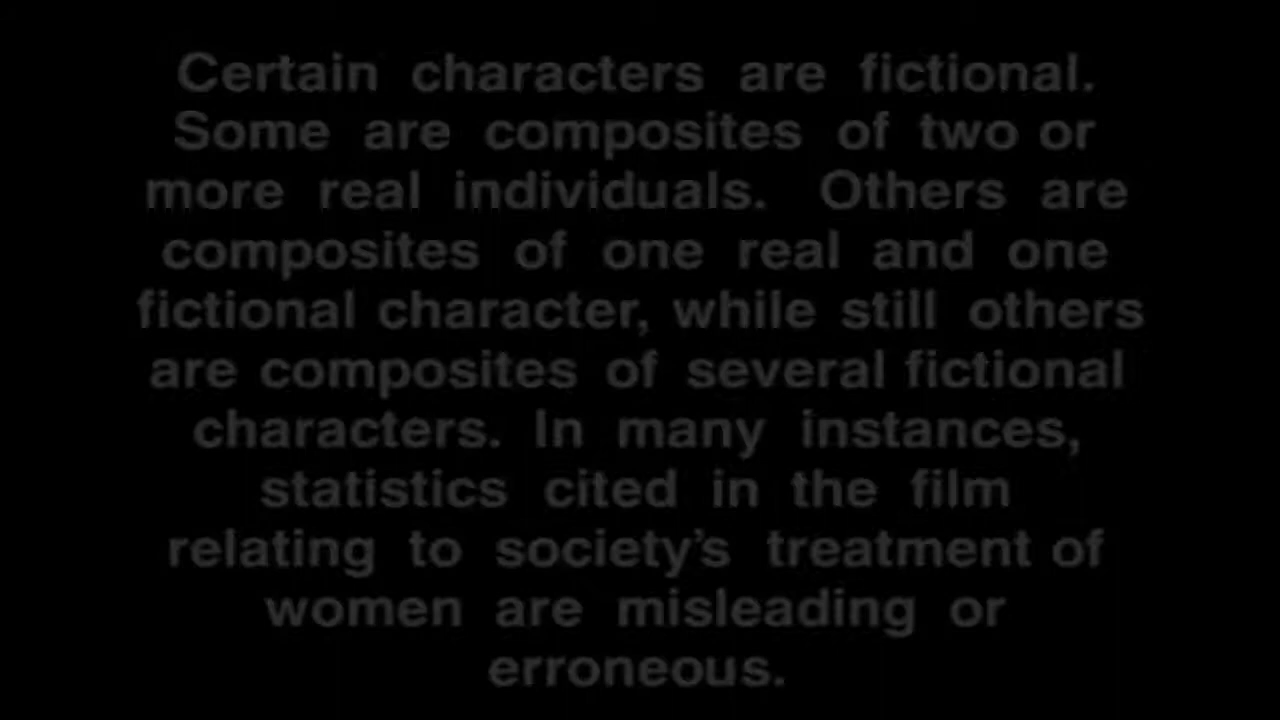 Certain characters are fictional.
Some are composites of two or
more real individuals. Others are
composites of one real and one
fictional character, while still others
are composites of several fictional
characters. In many instances,
statistics cited in the film
relating to society's treatment of
women are misleading or
erroneous.